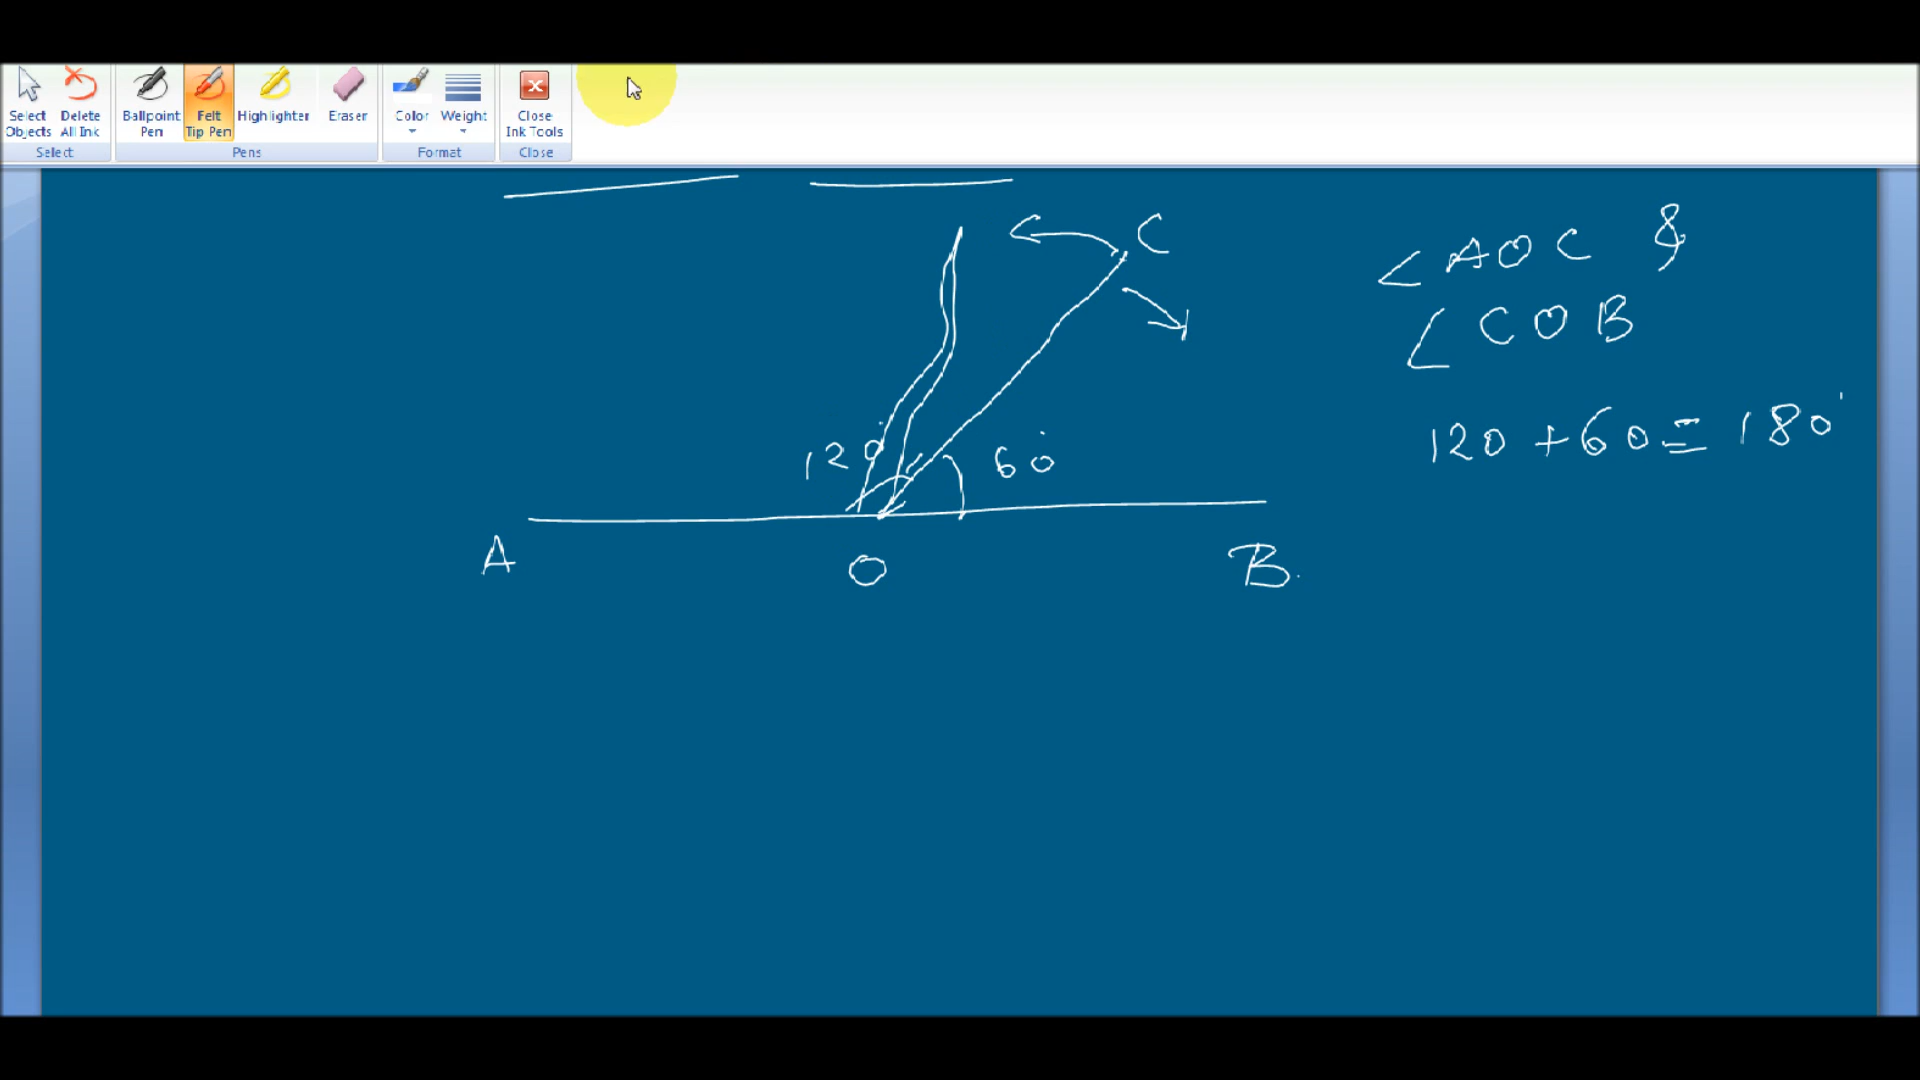 Select Objects
Delete All Ink
Ballpoint Pen
Felt Tip Pen
Highlighter
Eraser
Color
Weight
Close Ink Tools
Select
Pens
Format
Close
C
∠AOC &
∠COB
120° 60°
120 + 60 = 180°
A O B.